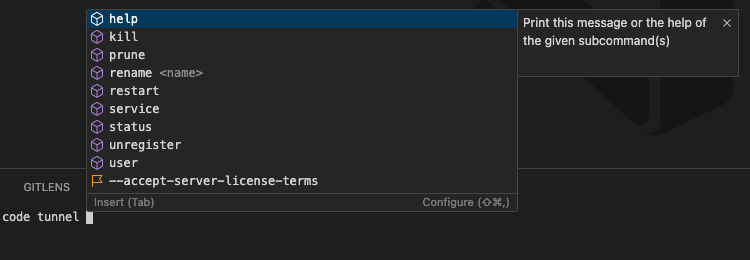 help
Print this message or the help of
the given subcommand(s)
kill
prune
rename <name>
restart
service
status
unregister
user
--accept-server-license-terms
Insert (Tab)
Configure (⇧⌘,)
GITLENS
code tunnel